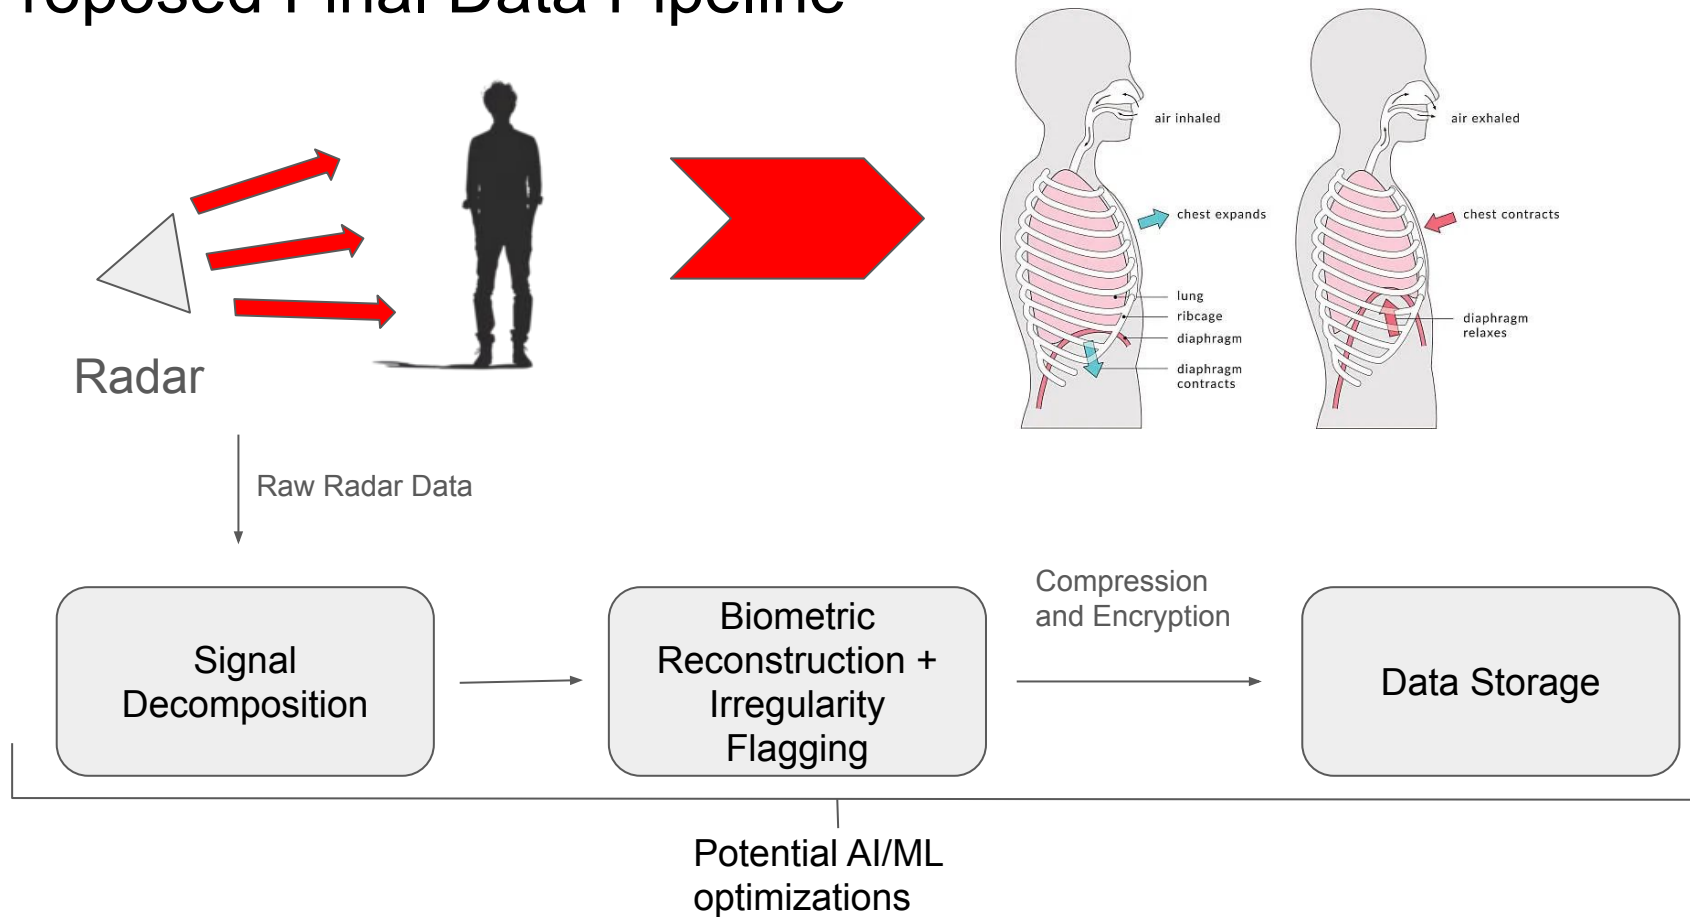 roposed Final Data Pipeline
air inhaled
air exhaled
chest expands
chest contracts
lung
ribcage
diaphragm
diaphragm
contracts
diaphragm
relaxes
Radar
Raw Radar Data
Signal
Decomposition
Biometric
Reconstruction +
Irregularity
Flagging
Compression
and Encryption
Data Storage
Potential AI/ML
optimizations